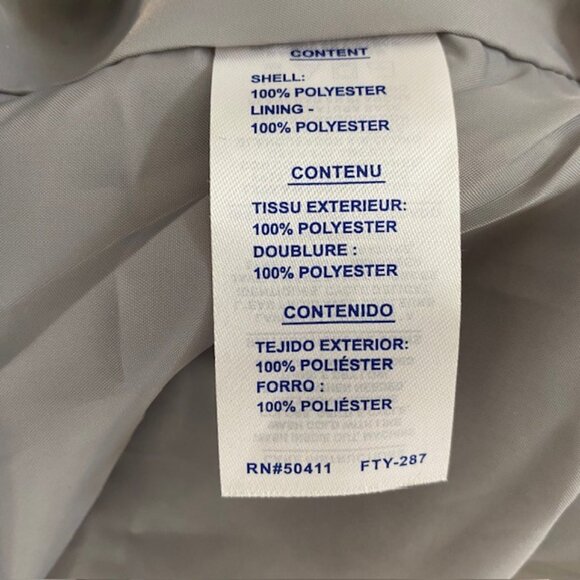 CONTENT
SHELL:
100% POLYESTER
LINING -
100% POLYESTER
CONTENU
TISSU EXTERIEUR:
100% POLYESTER
DOUBLURE :
100% POLYESTER
CONTENIDO
TEJIDO EXTERIOR:
100% POLIÉSTER
FORRO :
100% POLIÉSTER
RN#50411 FTY-287